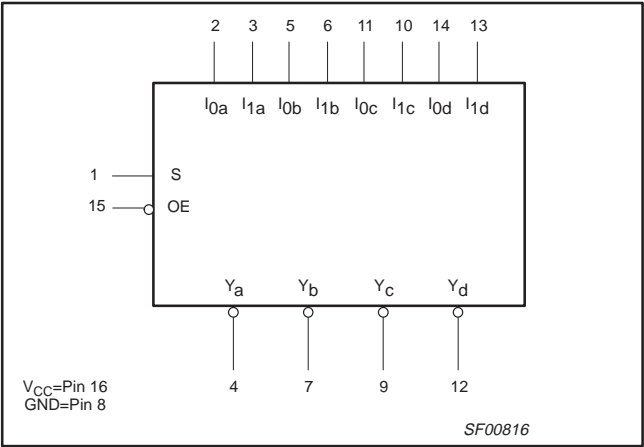 2 3 5 6 11 10 14 13
I0a I1a I0b I1b I0c I1c I0d I1d
1 S
15 OE
Ya Yb Yc Yd
4 7 9 12
VCC=Pin 16
GND=Pin 8
SF00816